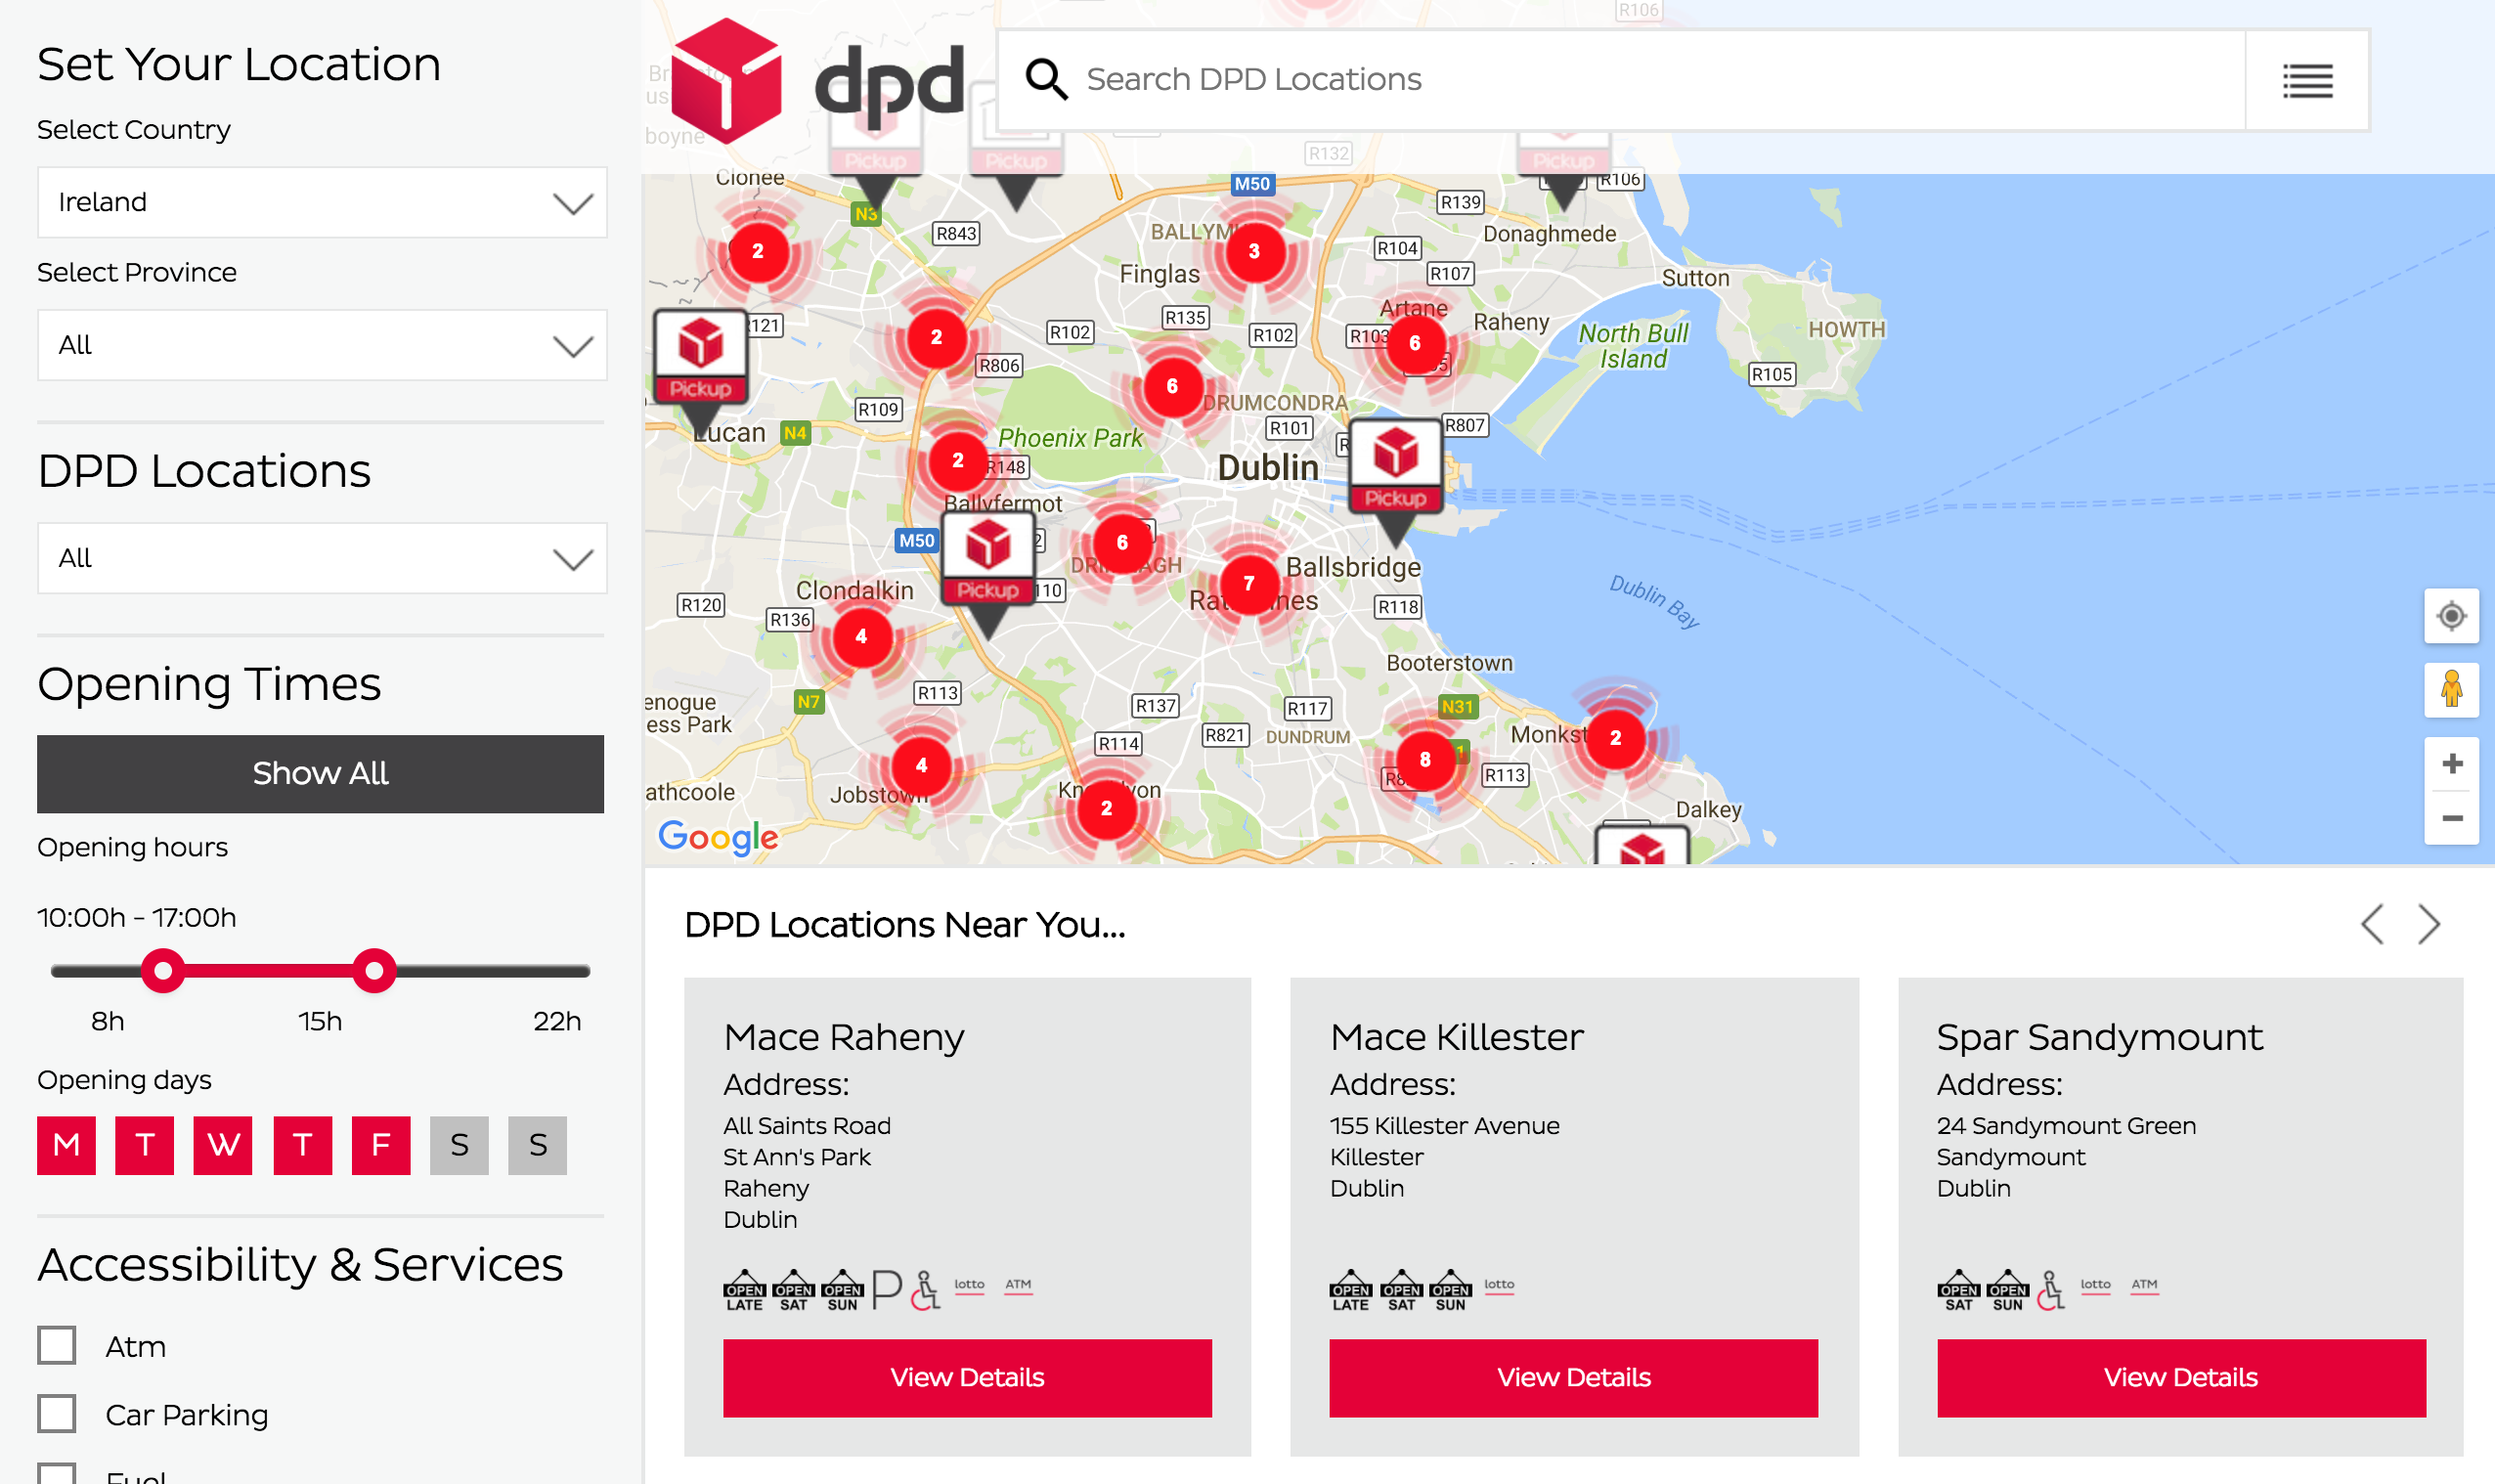 Set Your Location
Select Country
Ireland
Select Province
All
DPD Locations
All
Opening Times
Show All
Opening hours
10:00h - 17:00h
8h 15h 22h
Opening days
M T W T F S S
Accessibility & Services
Atm
Car Parking
Fuel
dpd
Search DPD Locations
R106
Pickup
Pickup
Pickup
R132
Clonee
M50
R106
N3
R139
R843
R104
Donaghmede
2
3
Finglas
R107
Sutton
Artane
R121
R135
2
R102
R102
R103
6
Raheny
North Bull
Island
HOWTH
R806
6
R105
Pickup
R109
DRUMCONDRA
Lucan
N4
Phoenix Park
R101
R807
2
R148
Dublin
Ballyfermot
Pickup
M50
6
Pickup
7
Ballsbridge
Clondalkin
R120
R136
R118
Dublin Bay
4
Booterstown
N7
R113
R137
R117
N31
R114
R821
DUNDRUM
2
4
8
R113
athcoole
Jobstown
2
Dalkey
Google
DPD Locations Near You...
Mace Raheny
Address:
All Saints Road
St Ann's Park
Raheny
Dublin
OPEN LATE OPEN SAT OPEN SUN P lotto ATM
View Details
Mace Killester
Address:
155 Killester Avenue
Killester
Dublin
OPEN LATE OPEN SAT OPEN SUN lotto
View Details
Spar Sandymount
Address:
24 Sandymount Green
Sandymount
Dublin
OPEN SAT OPEN SUN lotto ATM
View Details